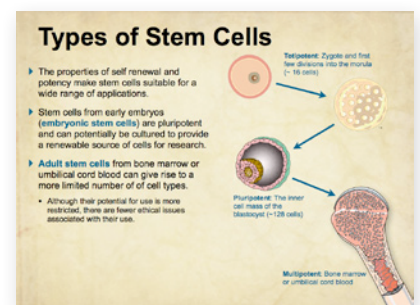 Types of Stem Cells
The properties of self renewal and
potency make stem cells suitable for a
wide range of applications.
Stem cells from early embryos
(embryonic stem cells) are pluripotent
and can potentially be cultured to provide
a renewable source of cells for research.
Adult stem cells from bone marrow or
umbilical cord blood can give rise to a
more limited number of of cell types.
Although their potential for use is more
restricted, there are fewer ethical issues
associated with their use.
Totipotent: Zygote and first
few divisions into the morula
(~ 16 cells)
Pluripotent: The inner
cell mass of the
blastocyst (~128 cells)
Multipotent: Bone marrow
or umbilical cord blood